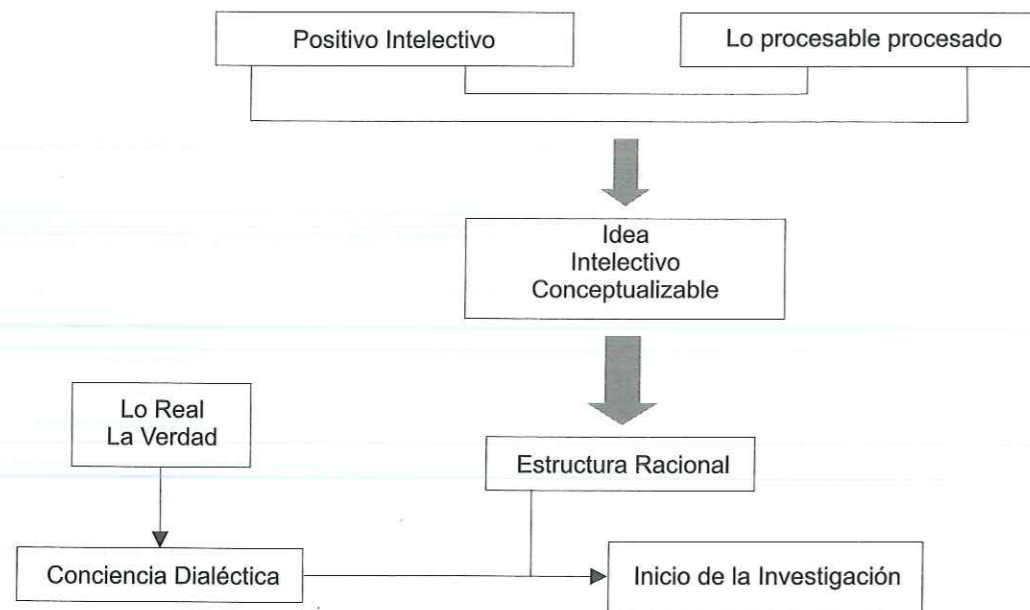 Positivo Intelectivo
Lo procesable procesado
Idea
Intelectivo
Conceptualizable
Lo Real
La Verdad
Estructura Racional
Conciencia Dialéctica
Inicio de la Investigación